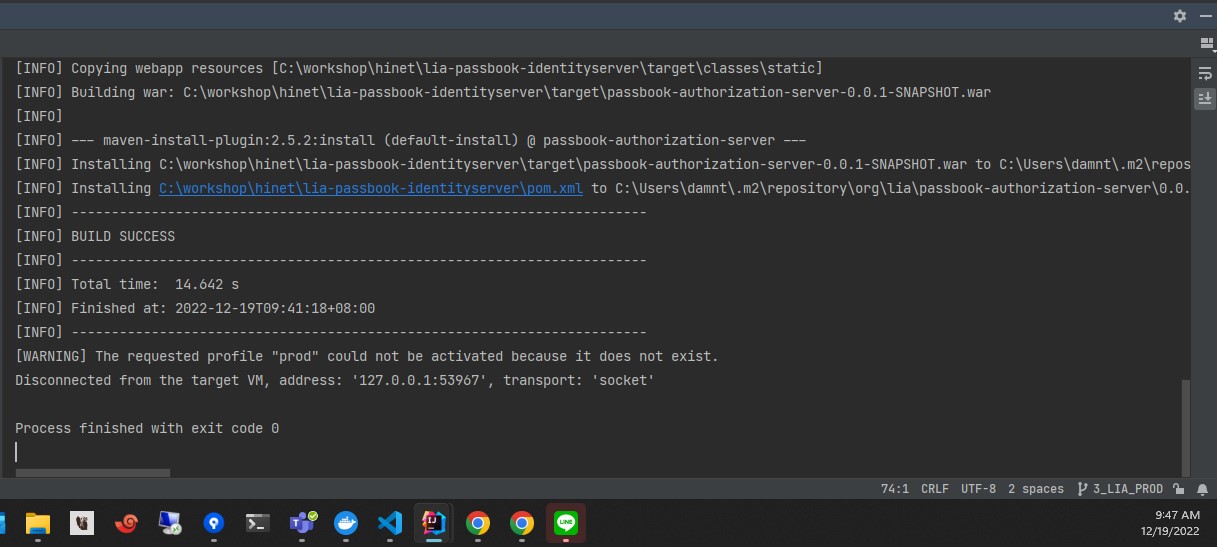 [INFO] Copying webapp resources [C:\workshop\hinet\lia-passbook-identityserver\target\classes\static]
[INFO] Building war: C:\workshop\hinet\lia-passbook-identityserver\target\passbook-authorization-server-0.0.1-SNAPSHOT.war
[INFO]
[INFO] --- maven-install-plugin:2.5.2:install (default-install) @ passbook-authorization-server ---
[INFO] Installing C:\workshop\hinet\lia-passbook-identityserver\target\passbook-authorization-server-0.0.1-SNAPSHOT.war to C:\Users\damnt\.m2\repos
[INFO] Installing C:\workshop\hinet\lia-passbook-identityserver\pom.xml to C:\Users\damnt\.m2\repository\org\lia\passbook-authorization-server\0.0.
[INFO] ------------------------------------------------------------------------
[INFO] BUILD SUCCESS
[INFO] ------------------------------------------------------------------------
[INFO] Total time:  14.642 s
[INFO] Finished at: 2022-12-19T09:41:18+08:00
[INFO] ------------------------------------------------------------------------
[WARNING] The requested profile "prod" could not be activated because it does not exist.
Disconnected from the target VM, address: '127.0.0.1:53967', transport: 'socket'
Process finished with exit code 0
74:1 CRLF UTF-8 2 spaces 3_LIA_PROD
IJ LINE
9:47 AM
12/19/2022